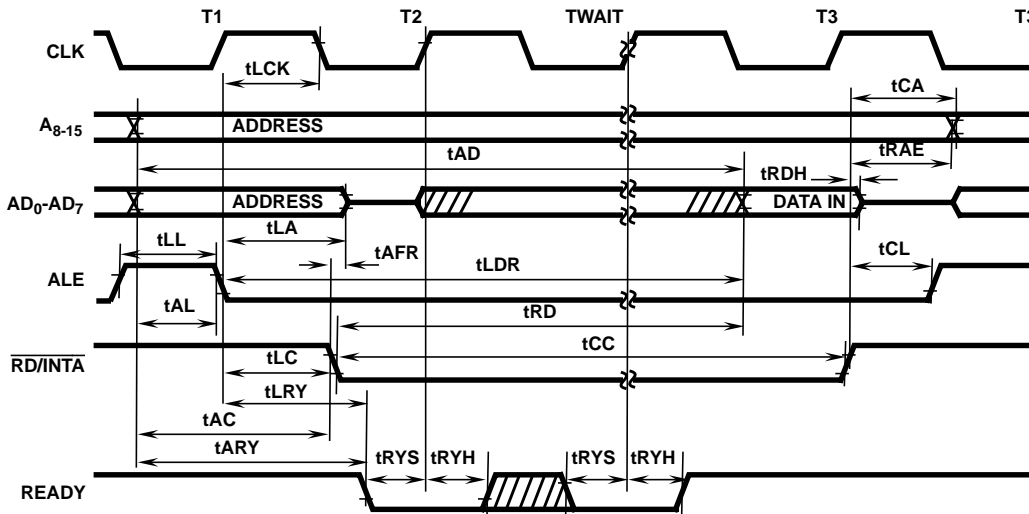 T1 T2 TWAIT T3 T3
CLK
tLCK
tCA
A8-15 ADDRESS
tAD tRAE
tRDH
AD0-AD7 ADDRESS DATA IN
tLL tLA
tAFR tCL
ALE tLDR
tAL tRD
RD/INTA tLC tCC
tLRY
tAC
tARY
tRYS tRYH tRYS tRYH
READY